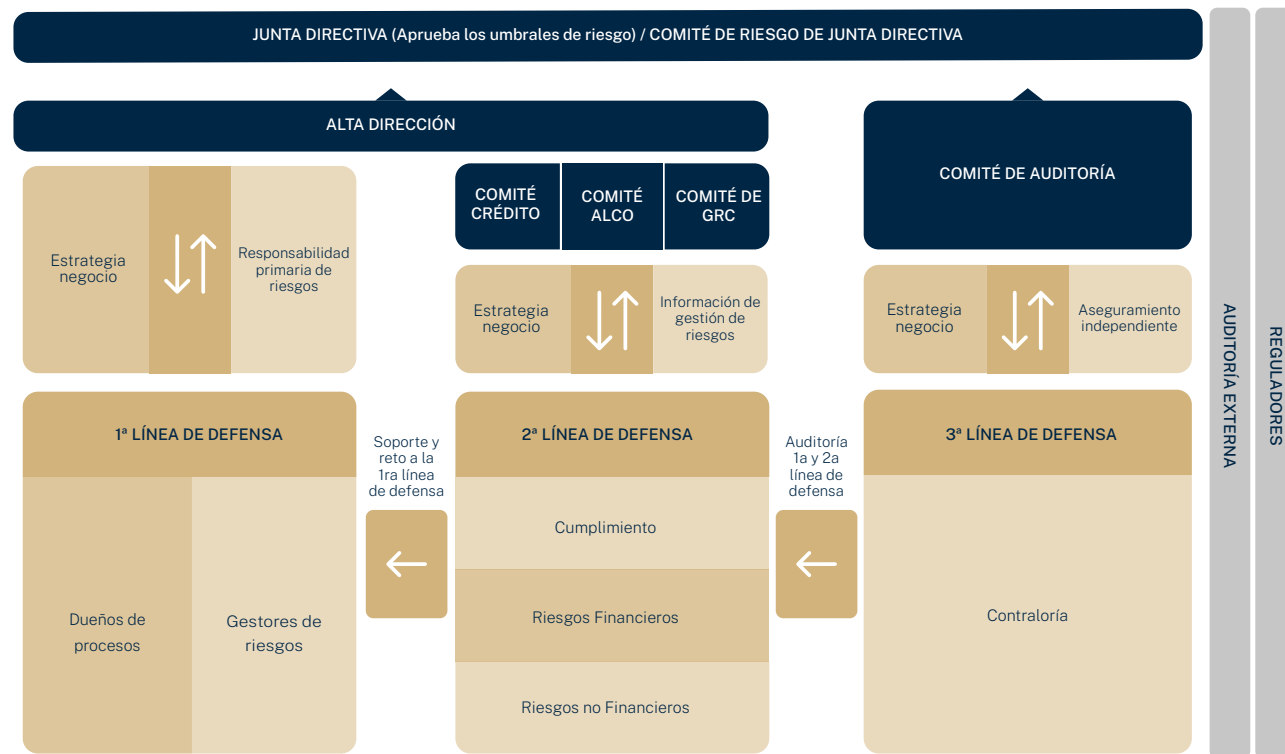 JUNTA DIRECTIVA (Aprueba los umbrales de riesgo) / COMITÉ DE RIESGO DE JUNTA DIRECTIVA
ALTA DIRECCIÓN
Estrategia
negocio
Responsabilidad
primaria de
riesgos
COMITÉ
CRÉDITO
COMITÉ
ALCO
COMITÉ DE
GRC
Estrategia
negocio
Información de
gestión de
riesgos
COMITÉ DE AUDITORÍA
Estrategia
negocio
Aseguramiento
independiente
1ª LÍNEA DE DEFENSA
Dueños de
procesos
Gestores de
riesgos
Soporte y
reto a la
1ra línea
de defensa
2ª LÍNEA DE DEFENSA
Cumplimiento
Riesgos Financieros
Riesgos no Financieros
Auditoría
1a y 2a
línea de
defensa
3ª LÍNEA DE DEFENSA
Contraloría
AUDITORÍA EXTERNA
REGULADORES